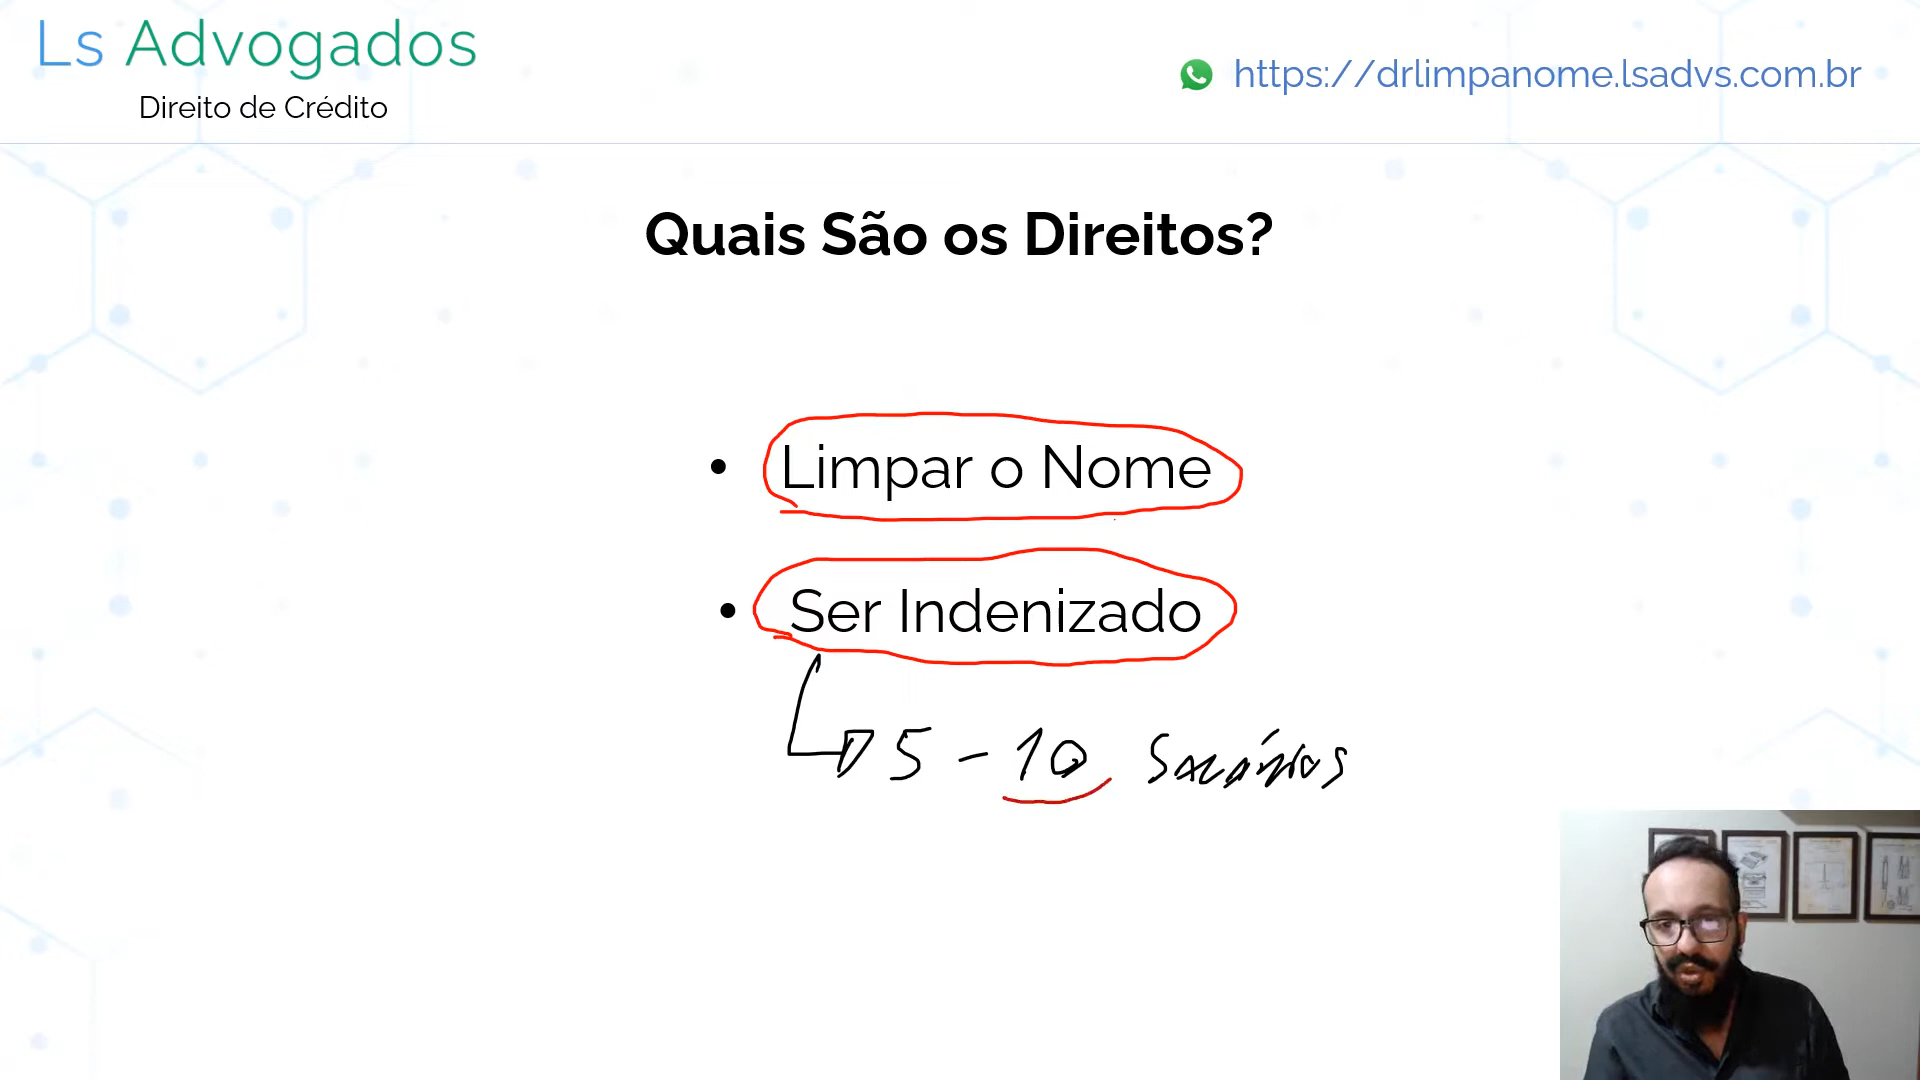 Ls Advogados
Direito de Crédito
https://drlimpanome.lsadvs.com.br
Quais São os Direitos?
• Limpar o Nome
• Ser Indenizado
5 - 10 Salários